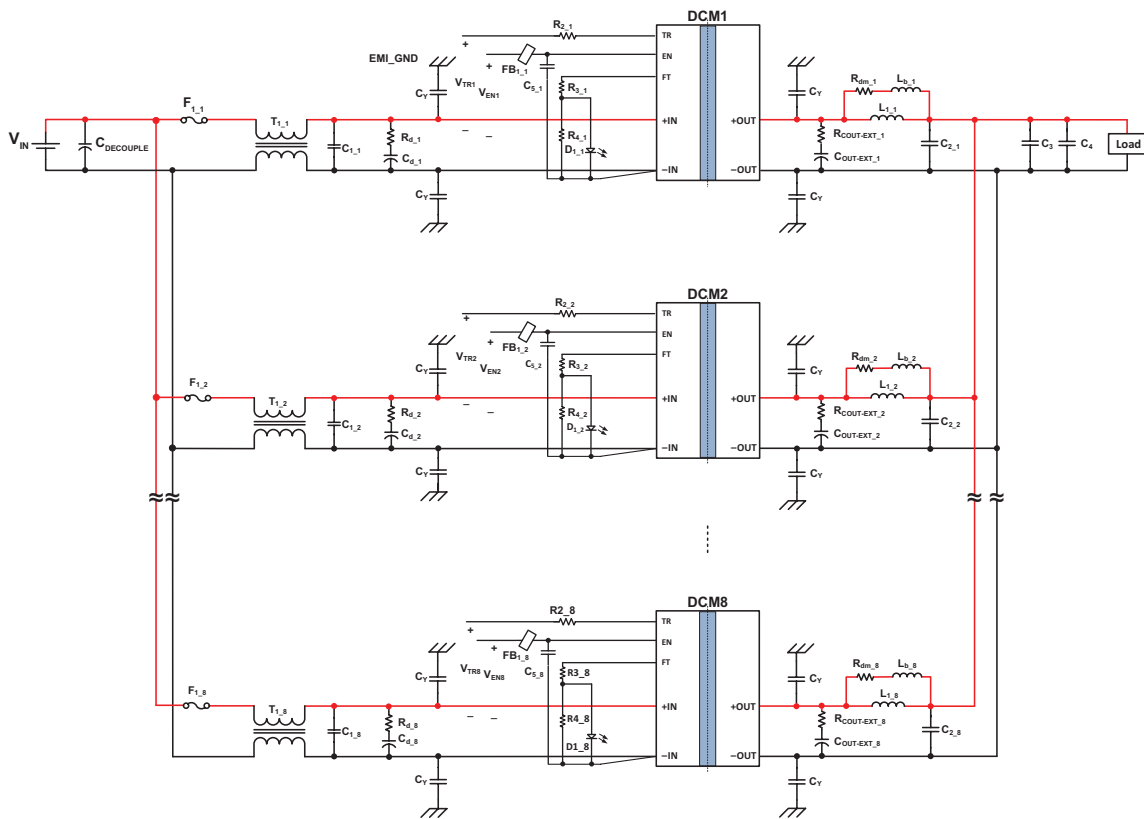 DCM1
R2_1
TR
EMI_GND
+
+
FB1_1
EN
VTR1
VEN1
C5_1
FT
R3_1
CY
CY
Rdm_1
Lb_1
F1_1
T1_1
L1_1
– –
+IN
+OUT
VIN
CDECOUPLE
C1_1
Rd_1
Cd_1
R4_1
D1_1
RCOUT-EXT_1
COUT-EXT_1
C2_1
C3
C4
Load
–IN
–OUT
CY
CY
DCM2
R2_2
TR
+
+
FB1_2
EN
VTR2
VEN2
C5_2
FT
R3_2
CY
CY
Rdm_2
Lb_2
F1_2
T1_2
L1_2
– –
+IN
+OUT
C1_2
Rd_2
Cd_2
R4_2
D1_2
RCOUT-EXT_2
COUT-EXT_2
C2_2
–IN
–OUT
CY
CY
DCM8
R2_8
TR
+
+
FB1_8
EN
VTR8
VEN8
C5_8
FT
R3_8
CY
CY
Rdm_8
Lb_8
F1_8
T1_8
L1_8
– –
+IN
+OUT
C1_8
Rd_8
Cd_8
R4_8
D1_8
RCOUT-EXT_8
COUT-EXT_8
C2_8
–IN
–OUT
CY
CY